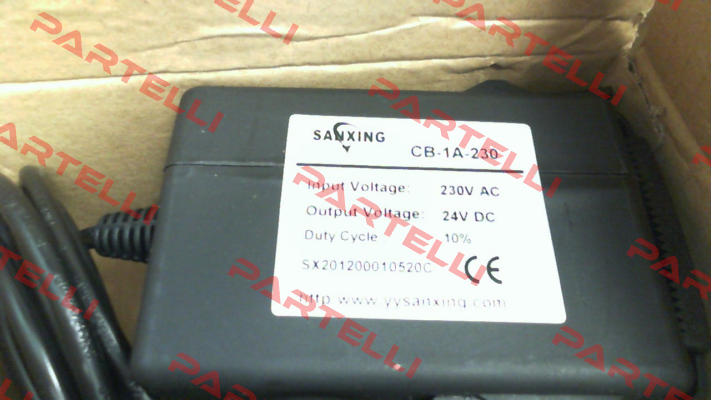 SANXING
CB-1A-230
Input Voltage: 230V AC
Output Voltage: 24V DC
Duty Cycle 10%
SX201200010520C CE
http www.yysanxing.com
PARTELLI
PARTELLI
PARTELLI
PARTELLI
PARTELLI
PARTELLI
PARTELLI